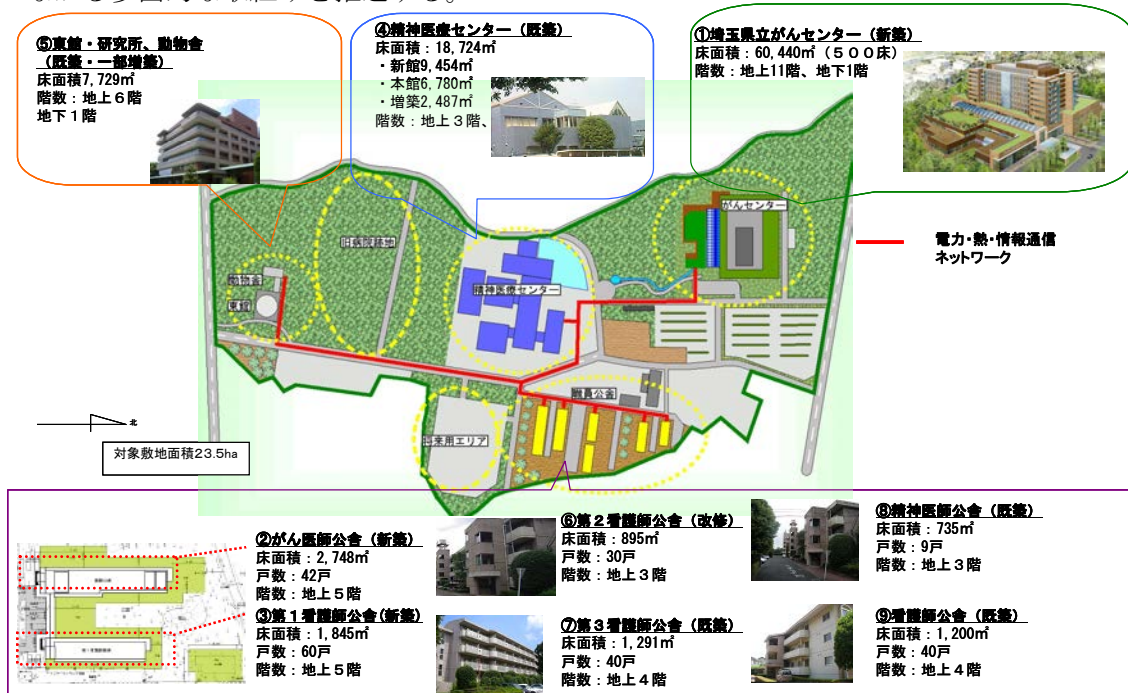 ⑤東館・研究所、動物舎
(既築・一部増築)
床面積7,729㎡
階数：地上６階
地下１階
④精神医療センター（既築）
床面積：18,724㎡
・新館9,454㎡
・本館6,780㎡
・増築2,487㎡
階数：地上３階、
①埼玉県立がんセンター（新築）
床面積：60,440㎡（５００床）
階数：地上11階、地下1階
電力・熱・情報通信
ネットワーク
がんセンター
旧病院跡地
動物舎
東館
精神医療センター
職員公舎
将来用エリア
北
対象敷地面積23.5ha
②がん医師公舎（新築）
床面積：2,748㎡
戸数：42戸
階数：地上５階
③第１看護師公舎(新築)
床面積：1,845㎡
戸数：60戸
階数：地上５階
⑥第２看護師公舎（改修）
床面積：895㎡
戸数：30戸
階数：地上３階
⑦第３看護師公舎（既築）
床面積：1,291㎡
戸数：40戸
階数：地上４階
⑧精神医師公舎（既築）
床面積：735㎡
戸数：9戸
階数：地上３階
⑨看護師公舎（既築）
床面積：1,200㎡
戸数：40戸
階数：地上４階